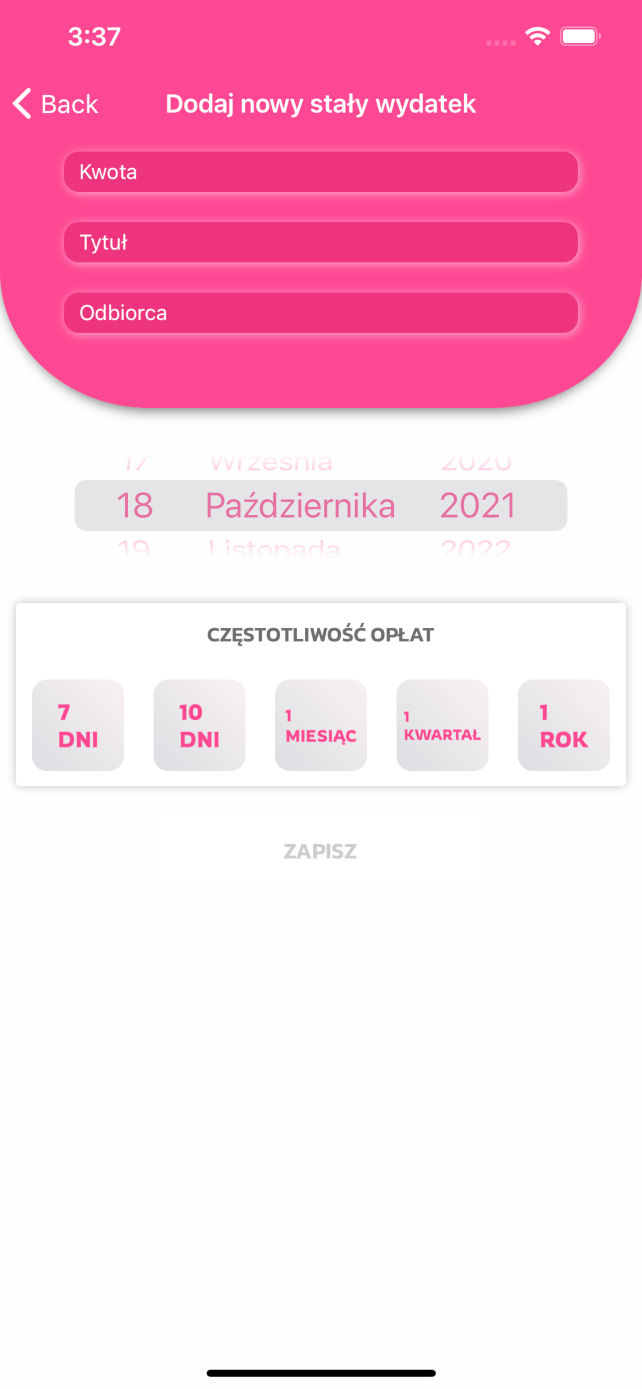 3:37
Back
Dodaj nowy stały wydatek
Kwota
Tytuł
Odbiorca
17 Września 2020
18 Października 2021
19 Listopada 2022
CZĘSTOTLIWOŚĆ OPŁAT
7 DNI
10 DNI
1 MIESIĄC
1 KWARTAŁ
1 ROK
ZAPISZ